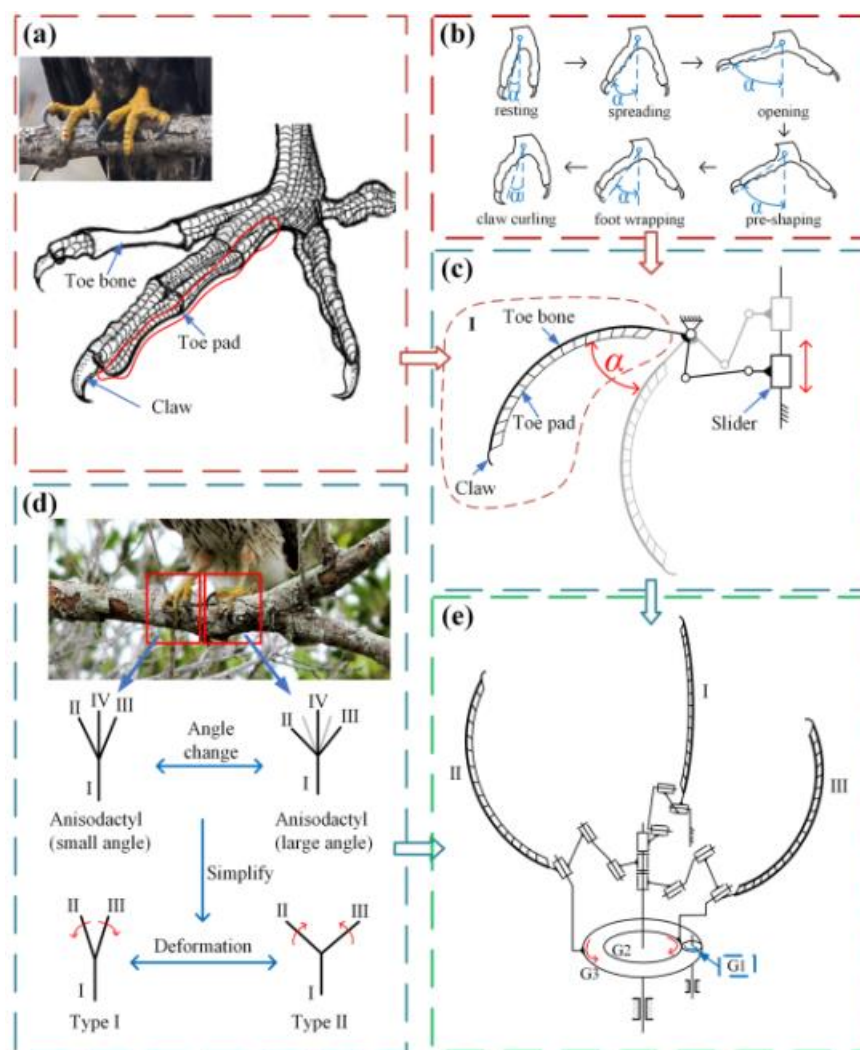 (a)
Toe bone
Toe pad
Claw
(b)
α
α
α
resting
spreading
opening
α
α
α
claw curling
foot wrapping
pre-shaping
(c)
I
Toe bone
α
Toe pad
Slider
Claw
(d)
II
IV
III
I
Anisodactyl
(small angle)
Angle
change
II
IV
III
I
Anisodactyl
(large angle)
Simplify
II
III
I
Type I
Deformation
II
III
I
Type II
(e)
I
II
III
G2
G3
G1